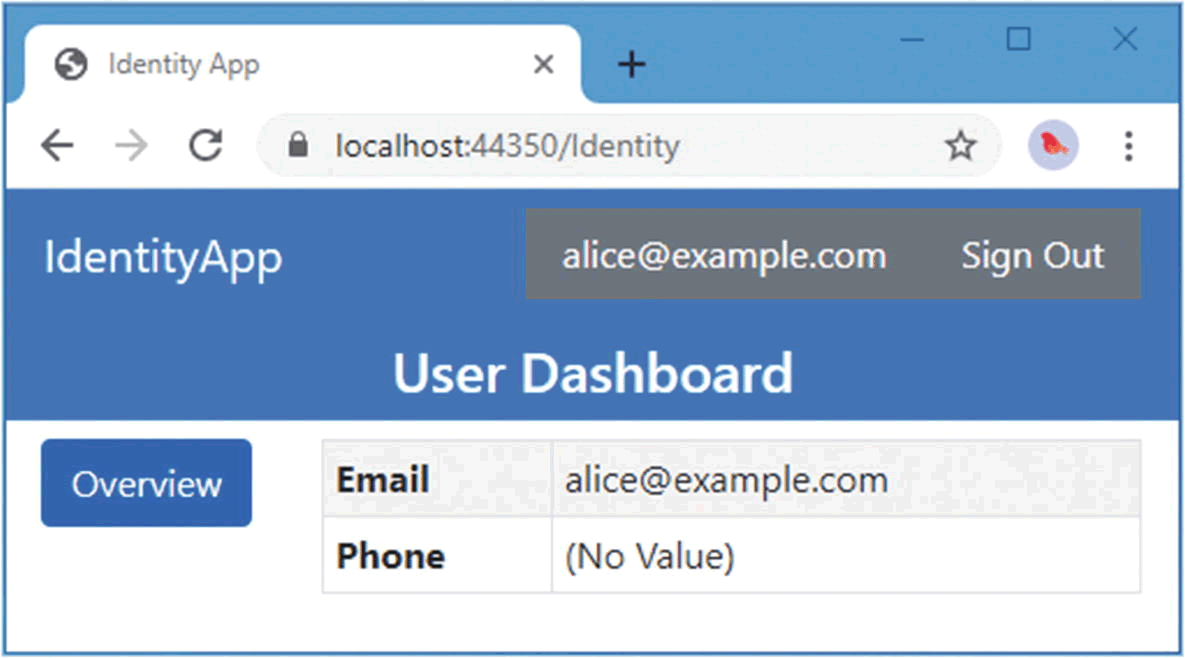 Identity App
localhost:44350/Identity
IdentityApp alice@example.com Sign Out
User Dashboard
Overview
Email alice@example.com
Phone (No Value)